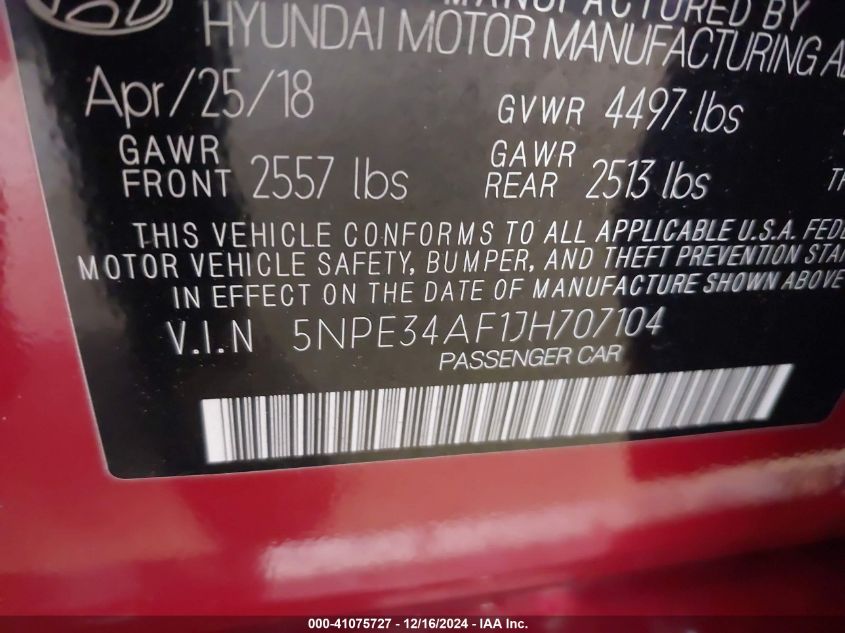 MANUFACTURED BY
HYUNDAI MOTOR MANUFACTURING
Apr/25/18 GVWR 4497 lbs
GAWR FRONT 2557 lbs GAWR REAR 2513 lbs
THIS VEHICLE CONFORMS TO ALL APPLICABLE U.S.A.
MOTOR VEHICLE SAFETY, BUMPER, AND THEFT PREVENTION
IN EFFECT ON THE DATE OF MANUFACTURE SHOWN ABOVE
V.I.N 5NPE34AF1JH707104
PASSENGER CAR
000-41075727 - 12/16/2024 - IAA Inc.